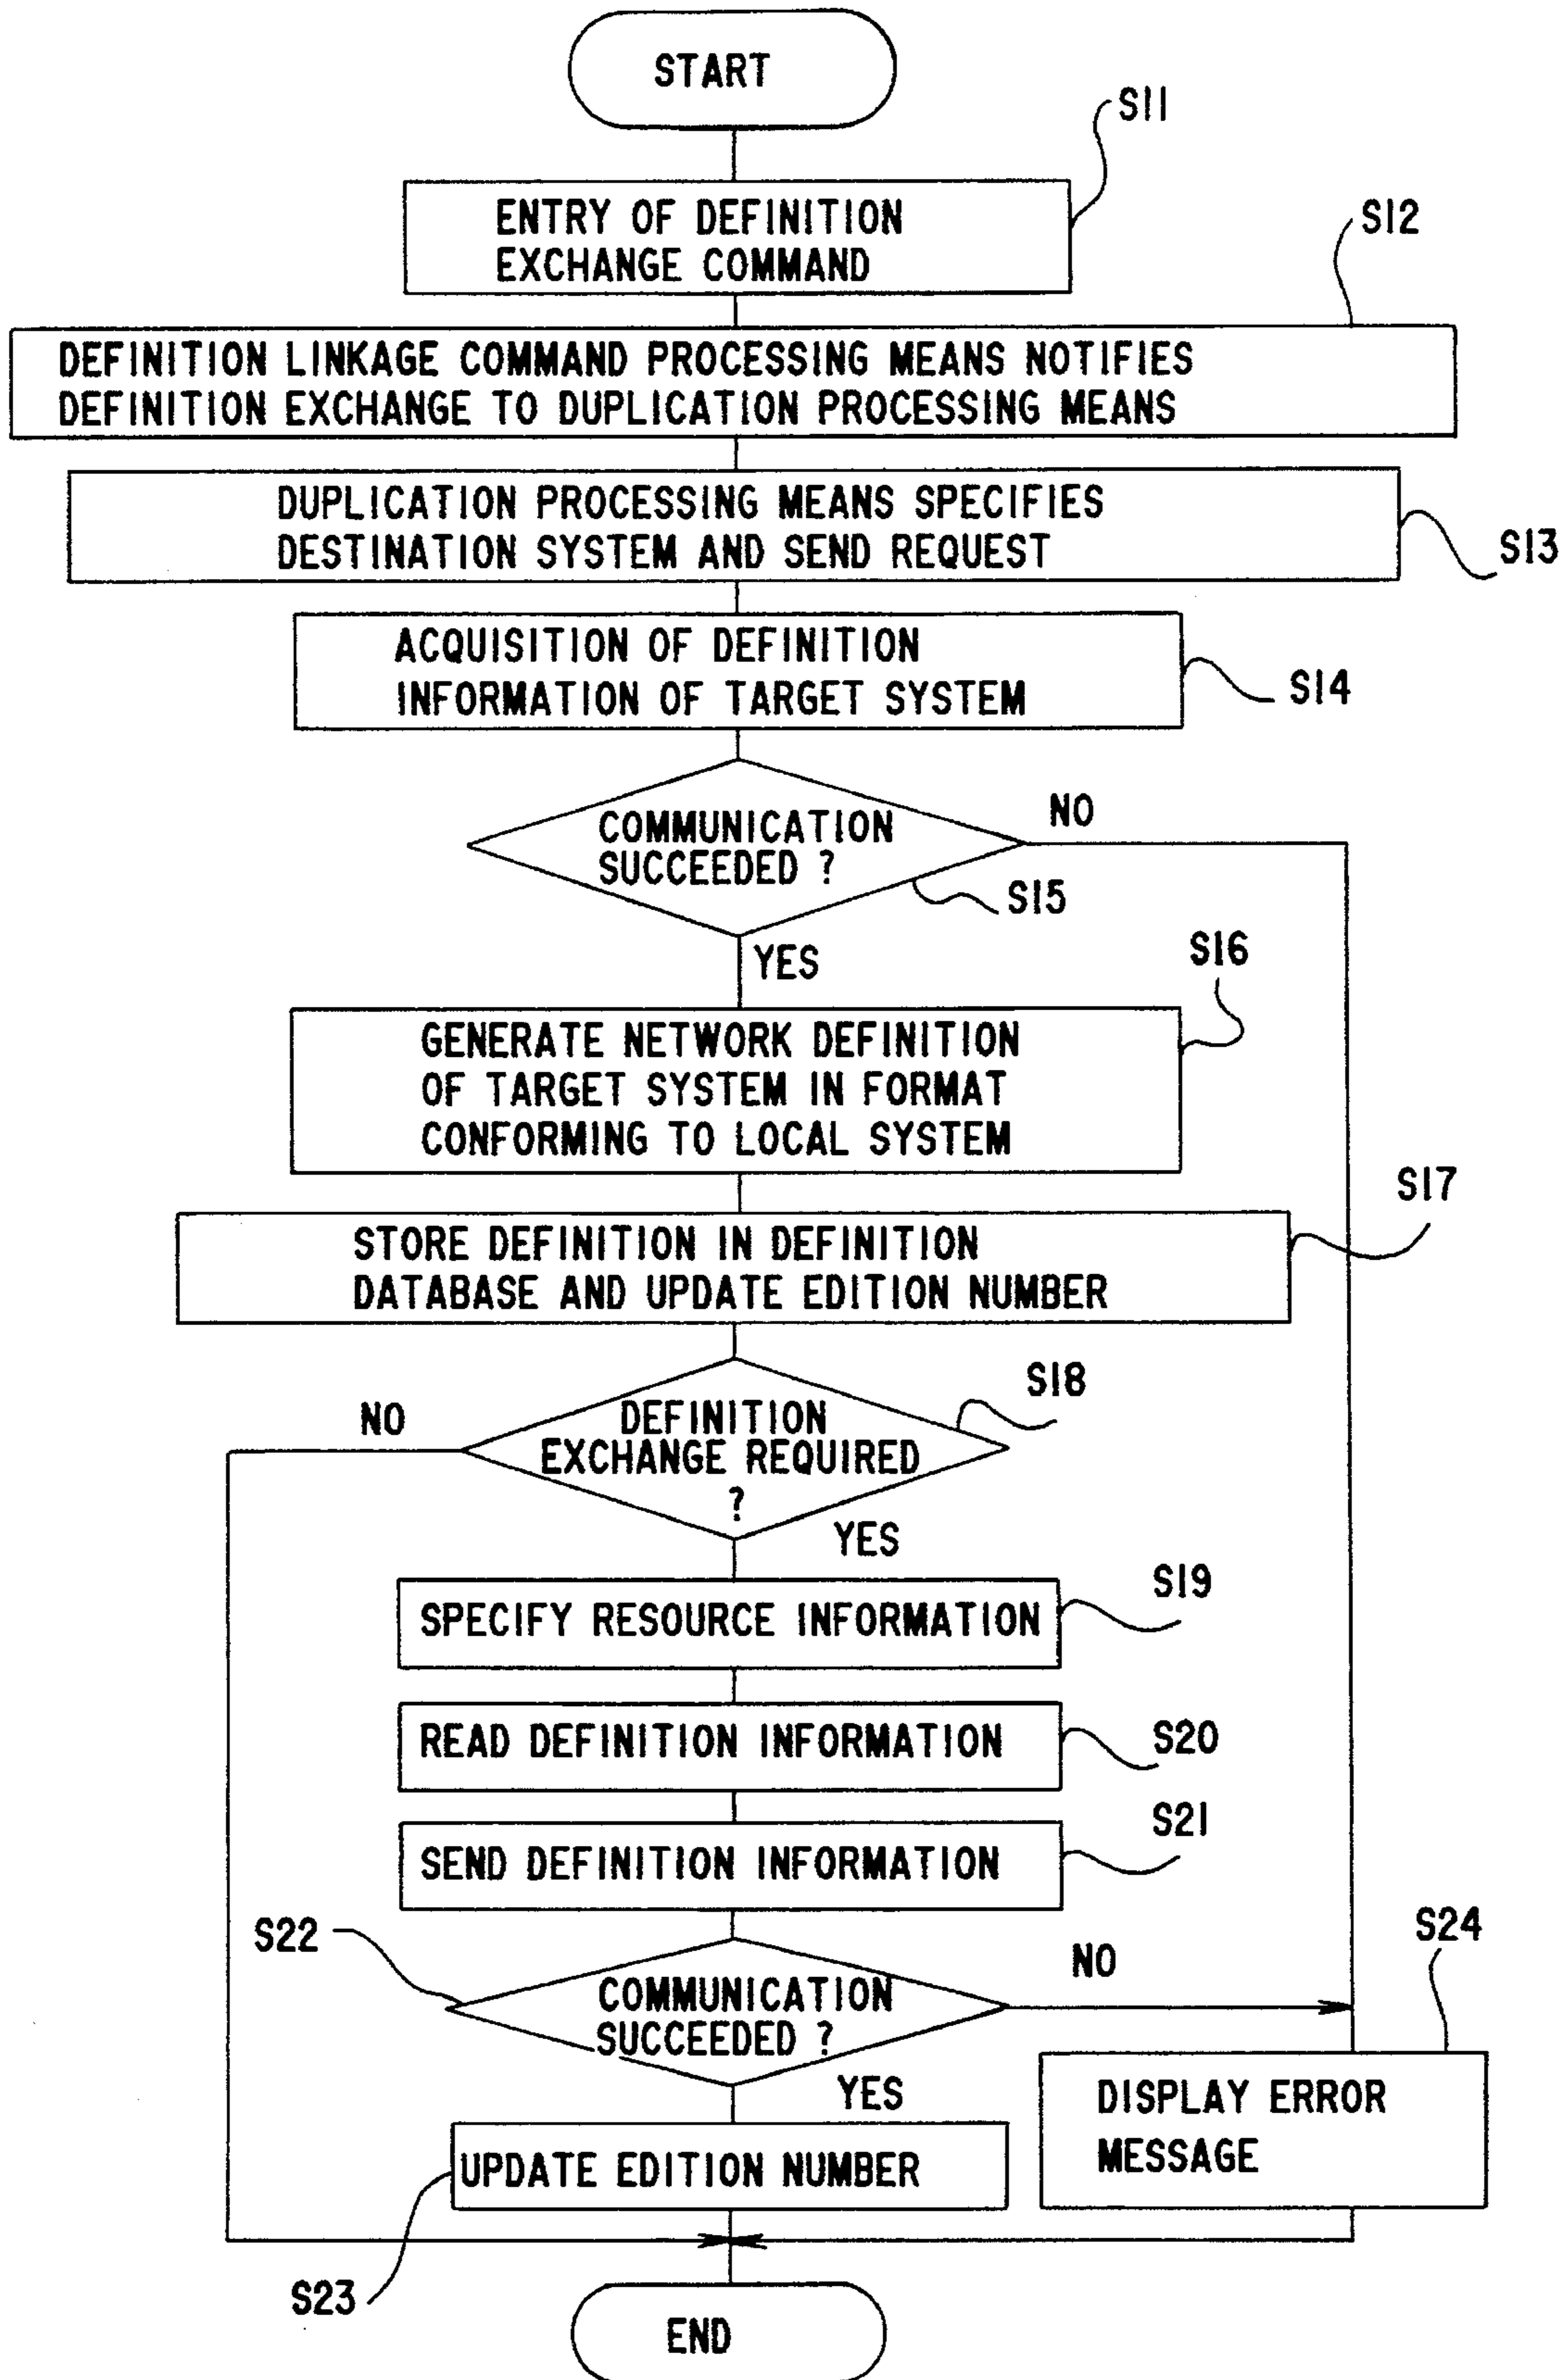 START
S11
ENTRY OF DEFINITION
EXCHANGE COMMAND
S12
DEFINITION LINKAGE COMMAND PROCESSING MEANS NOTIFIES
DEFINITION EXCHANGE TO DUPLICATION PROCESSING MEANS
DUPLICATION PROCESSING MEANS SPECIFIES
DESTINATION SYSTEM AND SEND REQUEST
S13
ACQUISITION OF DEFINITION
INFORMATION OF TARGET SYSTEM
S14
COMMUNICATION
SUCCEEDED ?
NO
S15
YES
S16
GENERATE NETWORK DEFINITION
OF TARGET SYSTEM IN FORMAT
CONFORMING TO LOCAL SYSTEM
S17
STORE DEFINITION IN DEFINITION
DATABASE AND UPDATE EDITION NUMBER
S18
NO
DEFINITION
EXCHANGE REQUIRED
?
YES
S19
SPECIFY RESOURCE INFORMATION
READ DEFINITION INFORMATION
S20
S21
SEND DEFINITION INFORMATION
S22
COMMUNICATION
SUCCEEDED ?
NO
S24
YES
DISPLAY ERROR
MESSAGE
UPDATE EDITION NUMBER
S23
END